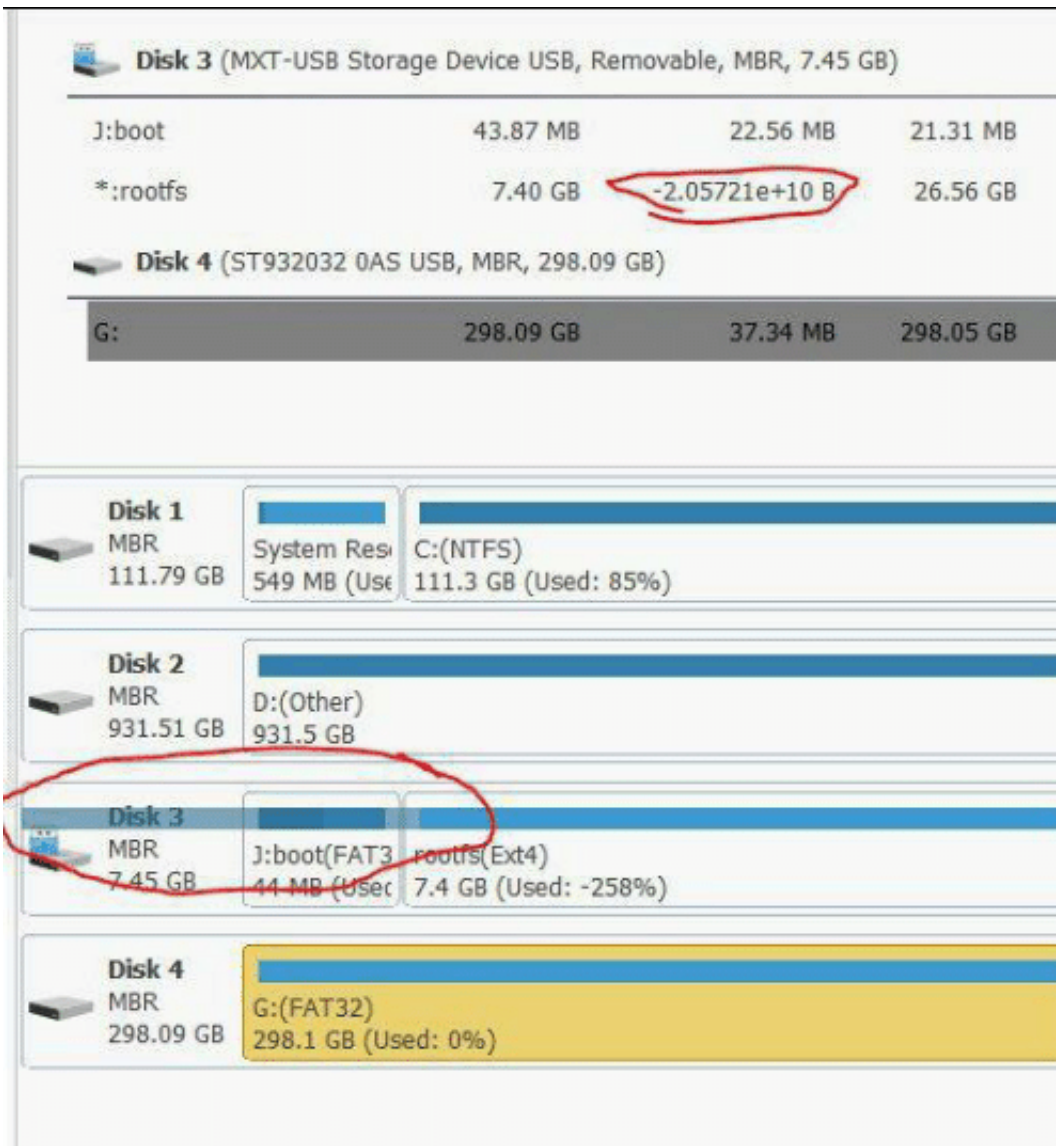 Disk 3 (MXT-USB Storage Device USB, Removable, MBR, 7.45 GB)
J:boot 43.87 MB 22.56 MB 21.31 MB
*:rootfs 7.40 GB -2.05721e+10 B 26.56 GB
Disk 4 (ST932032 0AS USB, MBR, 298.09 GB)
G: 298.09 GB 37.34 MB 298.05 GB
Disk 1
MBR
111.79 GB
System Res
549 MB (Use
C:(NTFS)
111.3 GB (Used: 85%)
Disk 2
MBR
931.51 GB
D:(Other)
931.5 GB
Disk 3
MBR
7.45 GB
J:boot(FAT3
44 MB (Used
rootfs(Ext4)
7.4 GB (Used: -258%)
Disk 4
MBR
298.09 GB
G:(FAT32)
298.1 GB (Used: 0%)